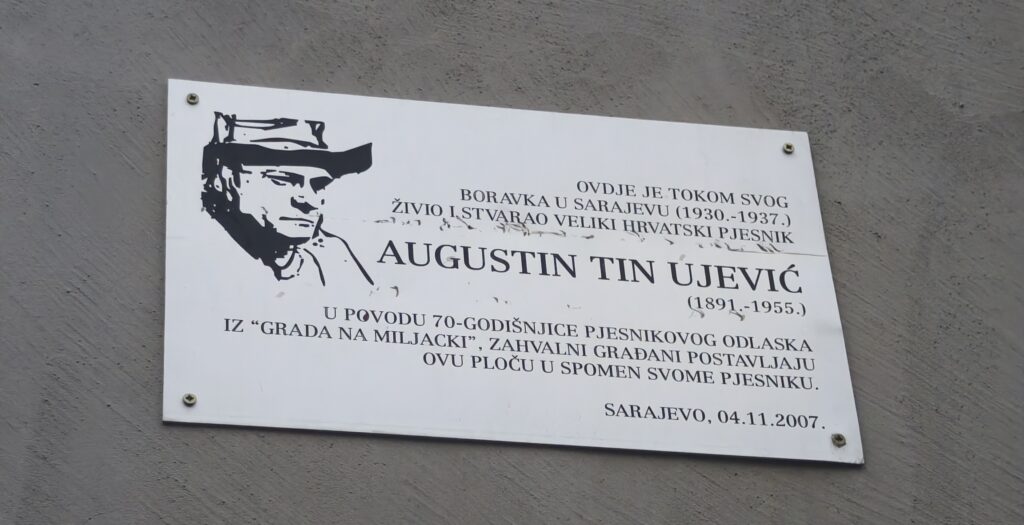 OVDJE JE TOKOM SVOG
BORAVKA U SARAJEVU (1930.-1937.)
ŽIVIO I STVARAO VELIKI HRVATSKI PJESNIK
AUGUSTIN TIN UJEVIĆ
(1891.-1955.)
U POVODU 70-GODIŠNJICE PJESNIKOVOG ODLASKA
IZ “GRADA NA MILJACKI”, ZAHVALNI GRAĐANI POSTAVLJAJU
OVU PLOČU U SPOMEN SVOME PJESNIKU.
SARAJEVO, 04.11.2007.